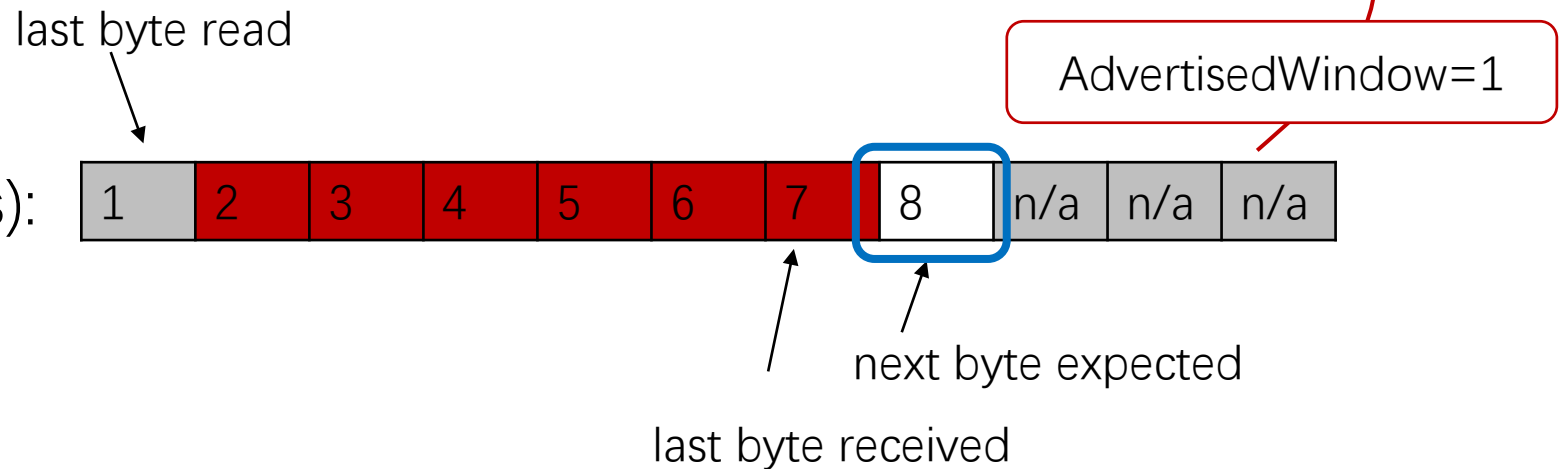 last byte read
AdvertisedWindow=1
s): 1 2 3 4 5 6 7 8 n/a n/a n/a
next byte expected
last byte received